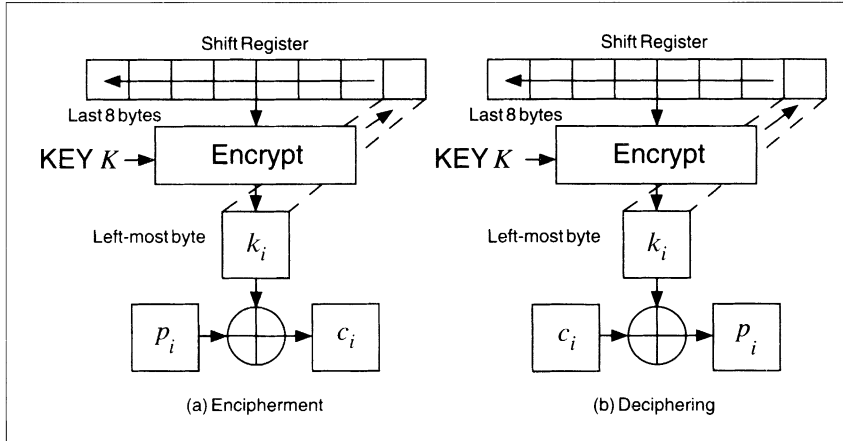 Shift Register
Last 8 bytes
KEY K
Encrypt
Left-most byte
k_i
p_i
c_i
(a) Encipherment
Shift Register
Last 8 bytes
KEY K
Encrypt
Left-most byte
k_i
c_i
p_i
(b) Deciphering